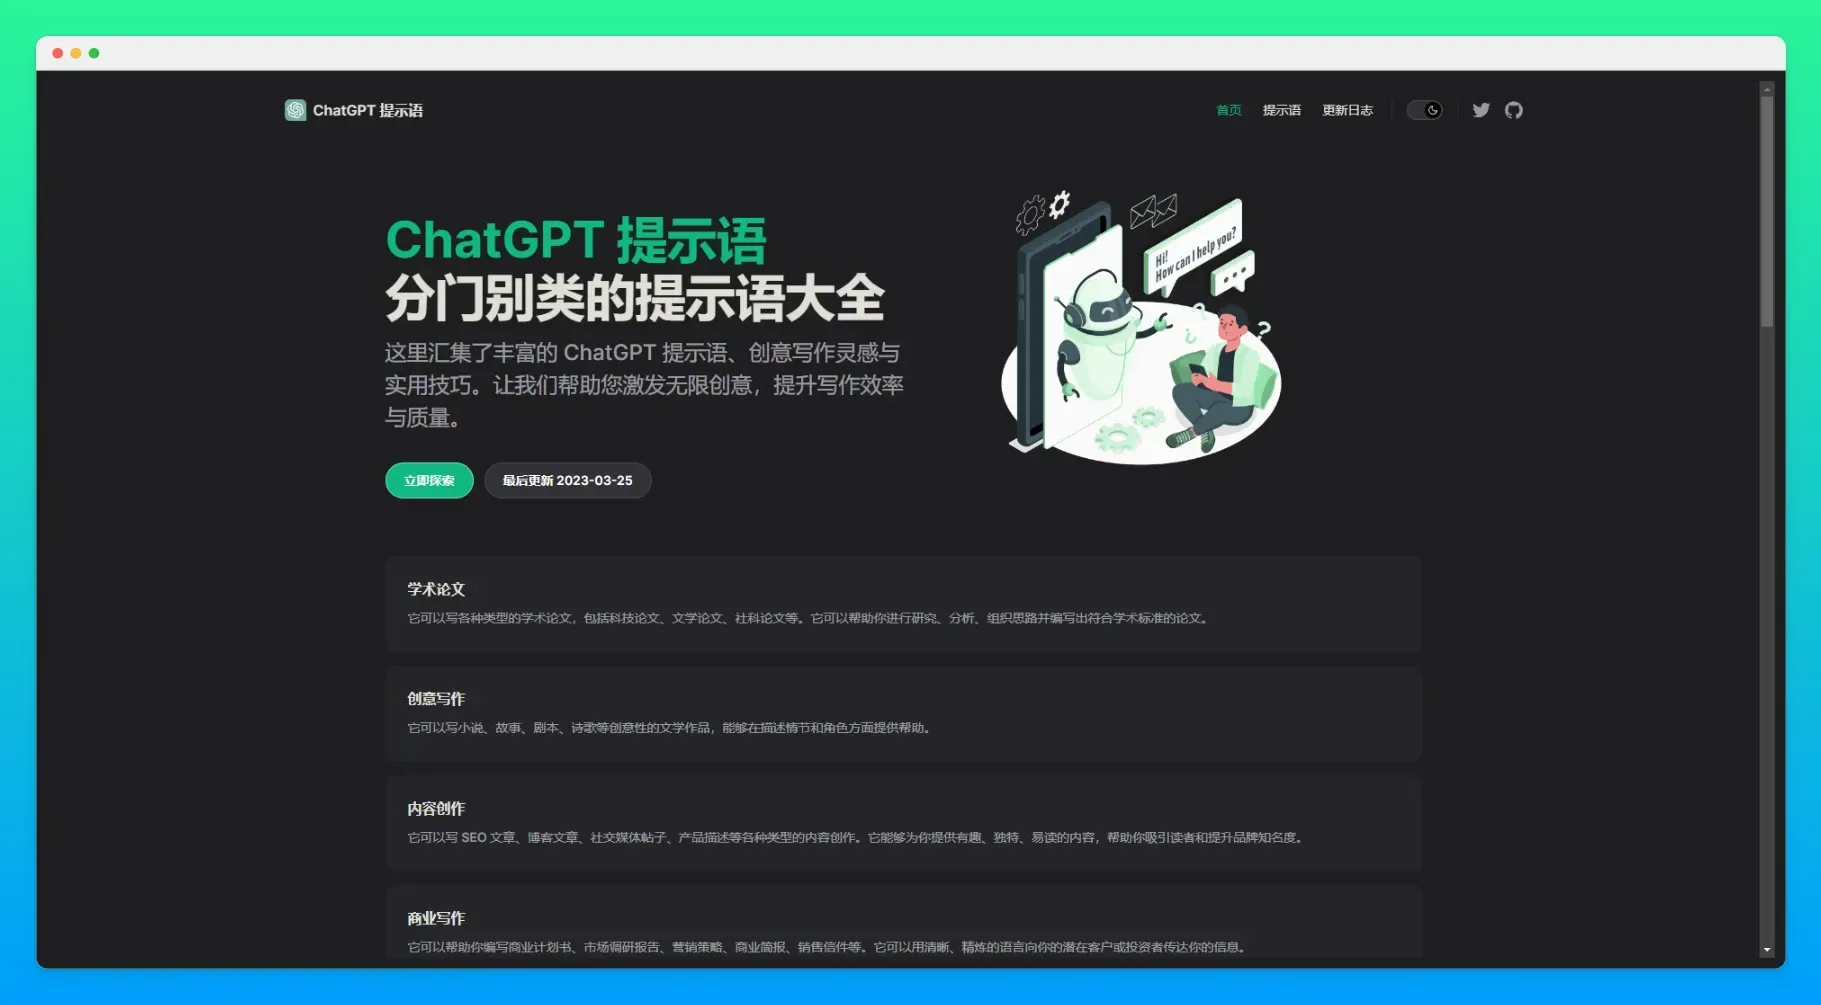 ChatGPT 提示语
首页 提示语 更新日志
ChatGPT 提示语
分门别类的提示语大全
这里汇集了丰富的 ChatGPT 提示语、创意写作灵感与
实用技巧。让我们帮助您激发无限创意，提升写作效率
与质量。
立即探索 最后更新 2023-03-25
Hi!
How can I help you?
学术论文
它可以写各种类型的学术论文，包括科技论文、文学论文、社科论文等。它可以帮助你进行研究、分析、组织思路并编写出符合学术标准的论文。
创意写作
它可以写小说、故事、剧本、诗歌等创意性的文学作品，能够在描述情节和角色方面提供帮助。
内容创作
它可以写 SEO 文章、博客文章、社交媒体帖子、产品描述等各种类型的内容创作。它能够为你提供有趣、独特、易读的内容，帮助你吸引读者和提升品牌知名度。
商业写作
它可以帮助你编写商业计划书、市场调研报告、营销策略、商业简报、销售信件等。它可以用清晰、精炼的语言向你的潜在客户或投资者传达你的信息。